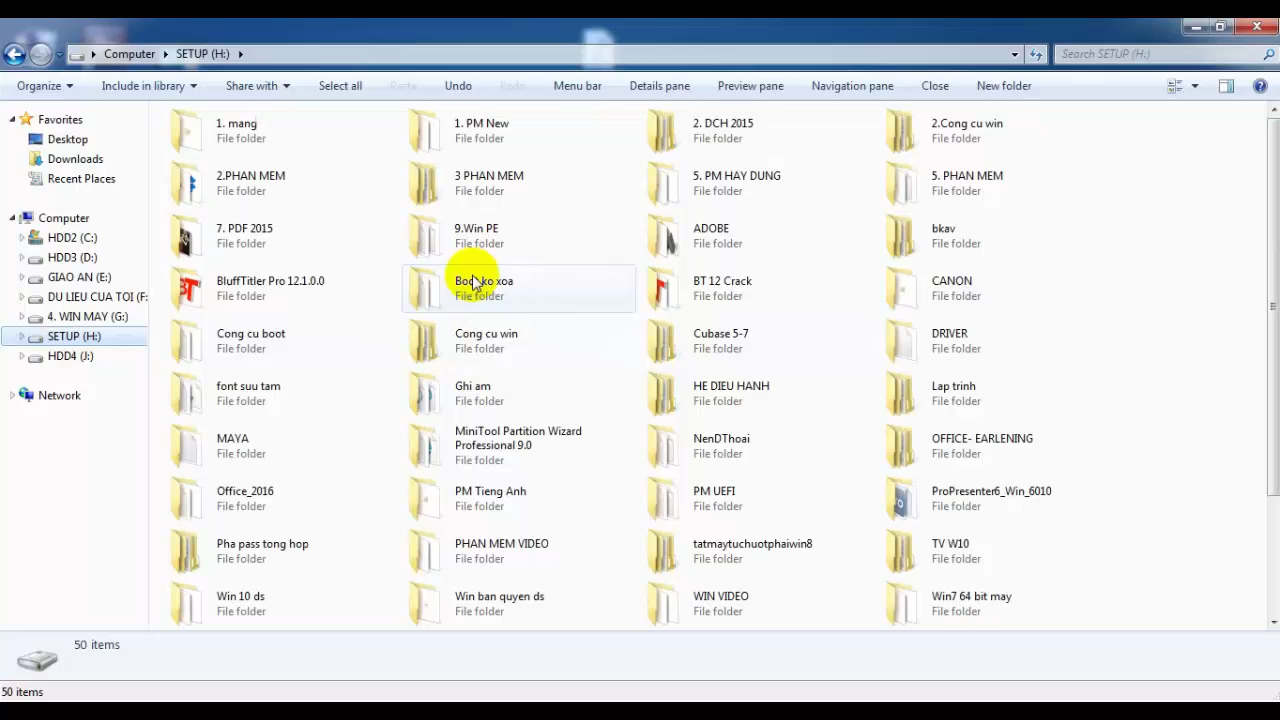 Computer SETUP (H:)
Search SETUP (H:)
Organize Include in library Share with Select all Paste Undo Redo Menu bar Details pane Preview pane Navigation pane Close New folder
Favorites
Desktop
Downloads
Recent Places
Computer
HDD2 (C:)
HDD3 (D:)
GIAO AN (E:)
DU LIEU CUA TOI (F:
4. WIN MAY (G:)
SETUP (H:)
HDD4 (J:)
Network
1. mang
File folder
1. PM New
File folder
2. DCH 2015
File folder
2.Cong cu win
File folder
2.PHAN MEM
File folder
3 PHAN MEM
File folder
5. PM HAY DUNG
File folder
5. PHAN MEM
File folder
7. PDF 2015
File folder
9.Win PE
File folder
ADOBE
File folder
bkav
File folder
BluffTitler Pro 12.1.0.0
File folder
ko xoa
File folder
BT 12 Crack
File folder
CANON
File folder
Cong cu boot
File folder
Cong cu win
File folder
Cubase 5-7
File folder
DRIVER
File folder
font suu tam
File folder
Ghi am
File folder
HE DIEU HANH
File folder
Lap trinh
File folder
MAYA
File folder
MiniTool Partition Wizard
Professional 9.0
File folder
NenDThoai
File folder
OFFICE- EARLENING
File folder
Office_2016
File folder
PM Tieng Anh
File folder
PM UEFI
File folder
ProPresenter6_Win_6010
File folder
Pha pass tong hop
File folder
PHAN MEM VIDEO
File folder
tatmaytuchuotphaiwin8
File folder
TV W10
File folder
Win 10 ds
File folder
Win ban quyen ds
File folder
WIN VIDEO
File folder
Win7 64 bit may
File folder
50 items
50 items